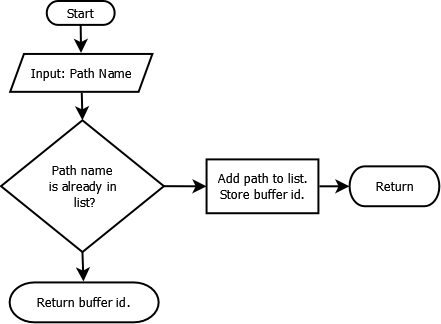 Start
Input: Path Name
Path name
is already in
list?
Add path to list.
Store buffer id.
Return
Return buffer id.